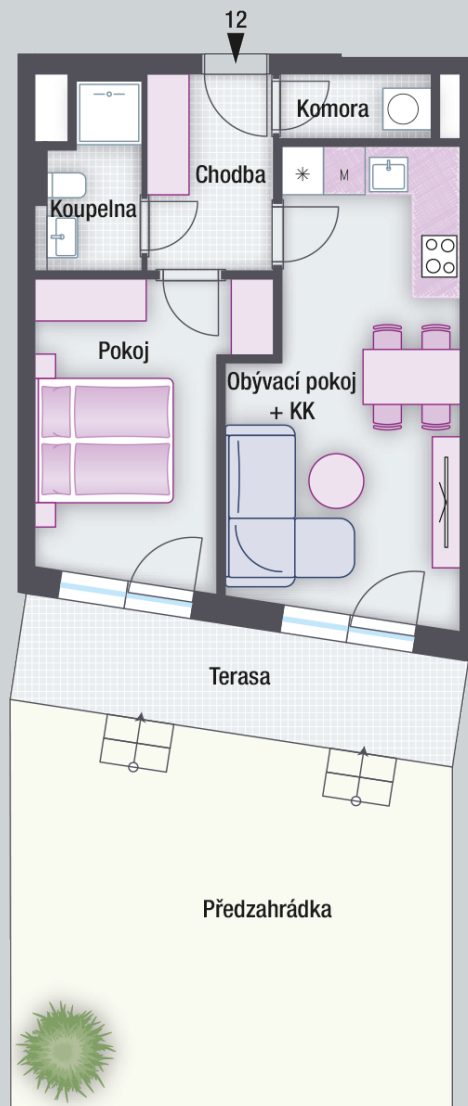 12
Komora
Chodba
M
Koupelna
Pokoj
Obývací pokoj
+ KK
Terasa
Předzahrádka